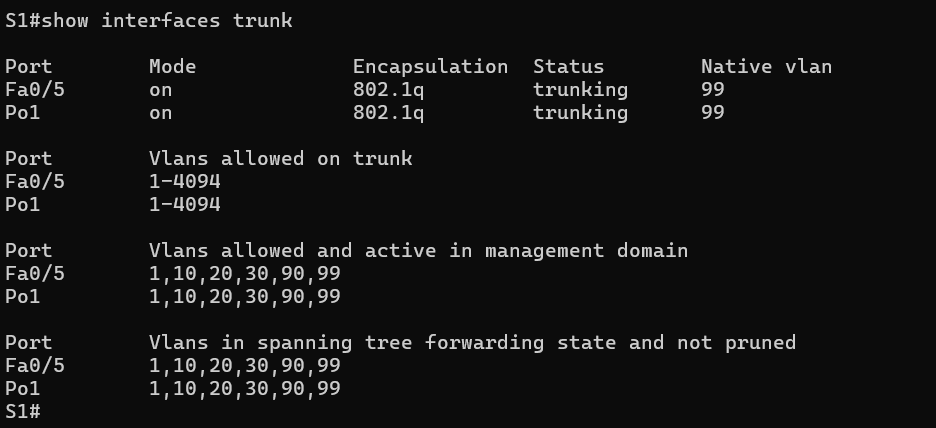 S1#show interfaces trunk
Port Mode Encapsulation Status Native vlan
Fa0/5 on 802.1q trunking 99
Po1 on 802.1q trunking 99
Port Vlans allowed on trunk
Fa0/5 1-4094
Po1 1-4094
Port Vlans allowed and active in management domain
Fa0/5 1,10,20,30,90,99
Po1 1,10,20,30,90,99
Port Vlans in spanning tree forwarding state and not pruned
Fa0/5 1,10,20,30,90,99
Po1 1,10,20,30,90,99
S1#